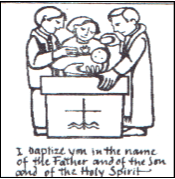 I baptize you in the name
of the Father and of the Son
and of the Holy Spirit